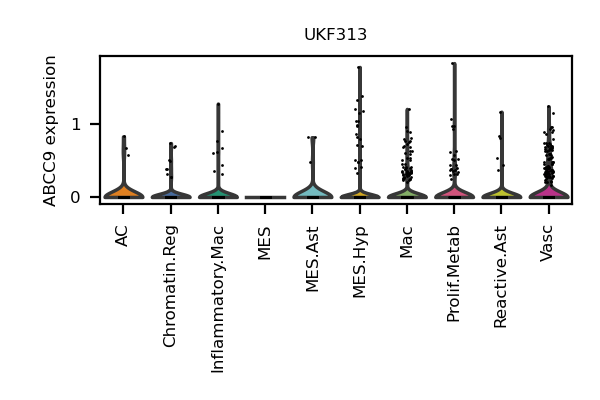 UKF313
ABCC9 expression
1
0
AC
Chromatin.Reg
Inflammatory.Mac
MES
MES.Ast
MES.Hyp
Mac
Prolif.Metab
Reactive.Ast
Vasc